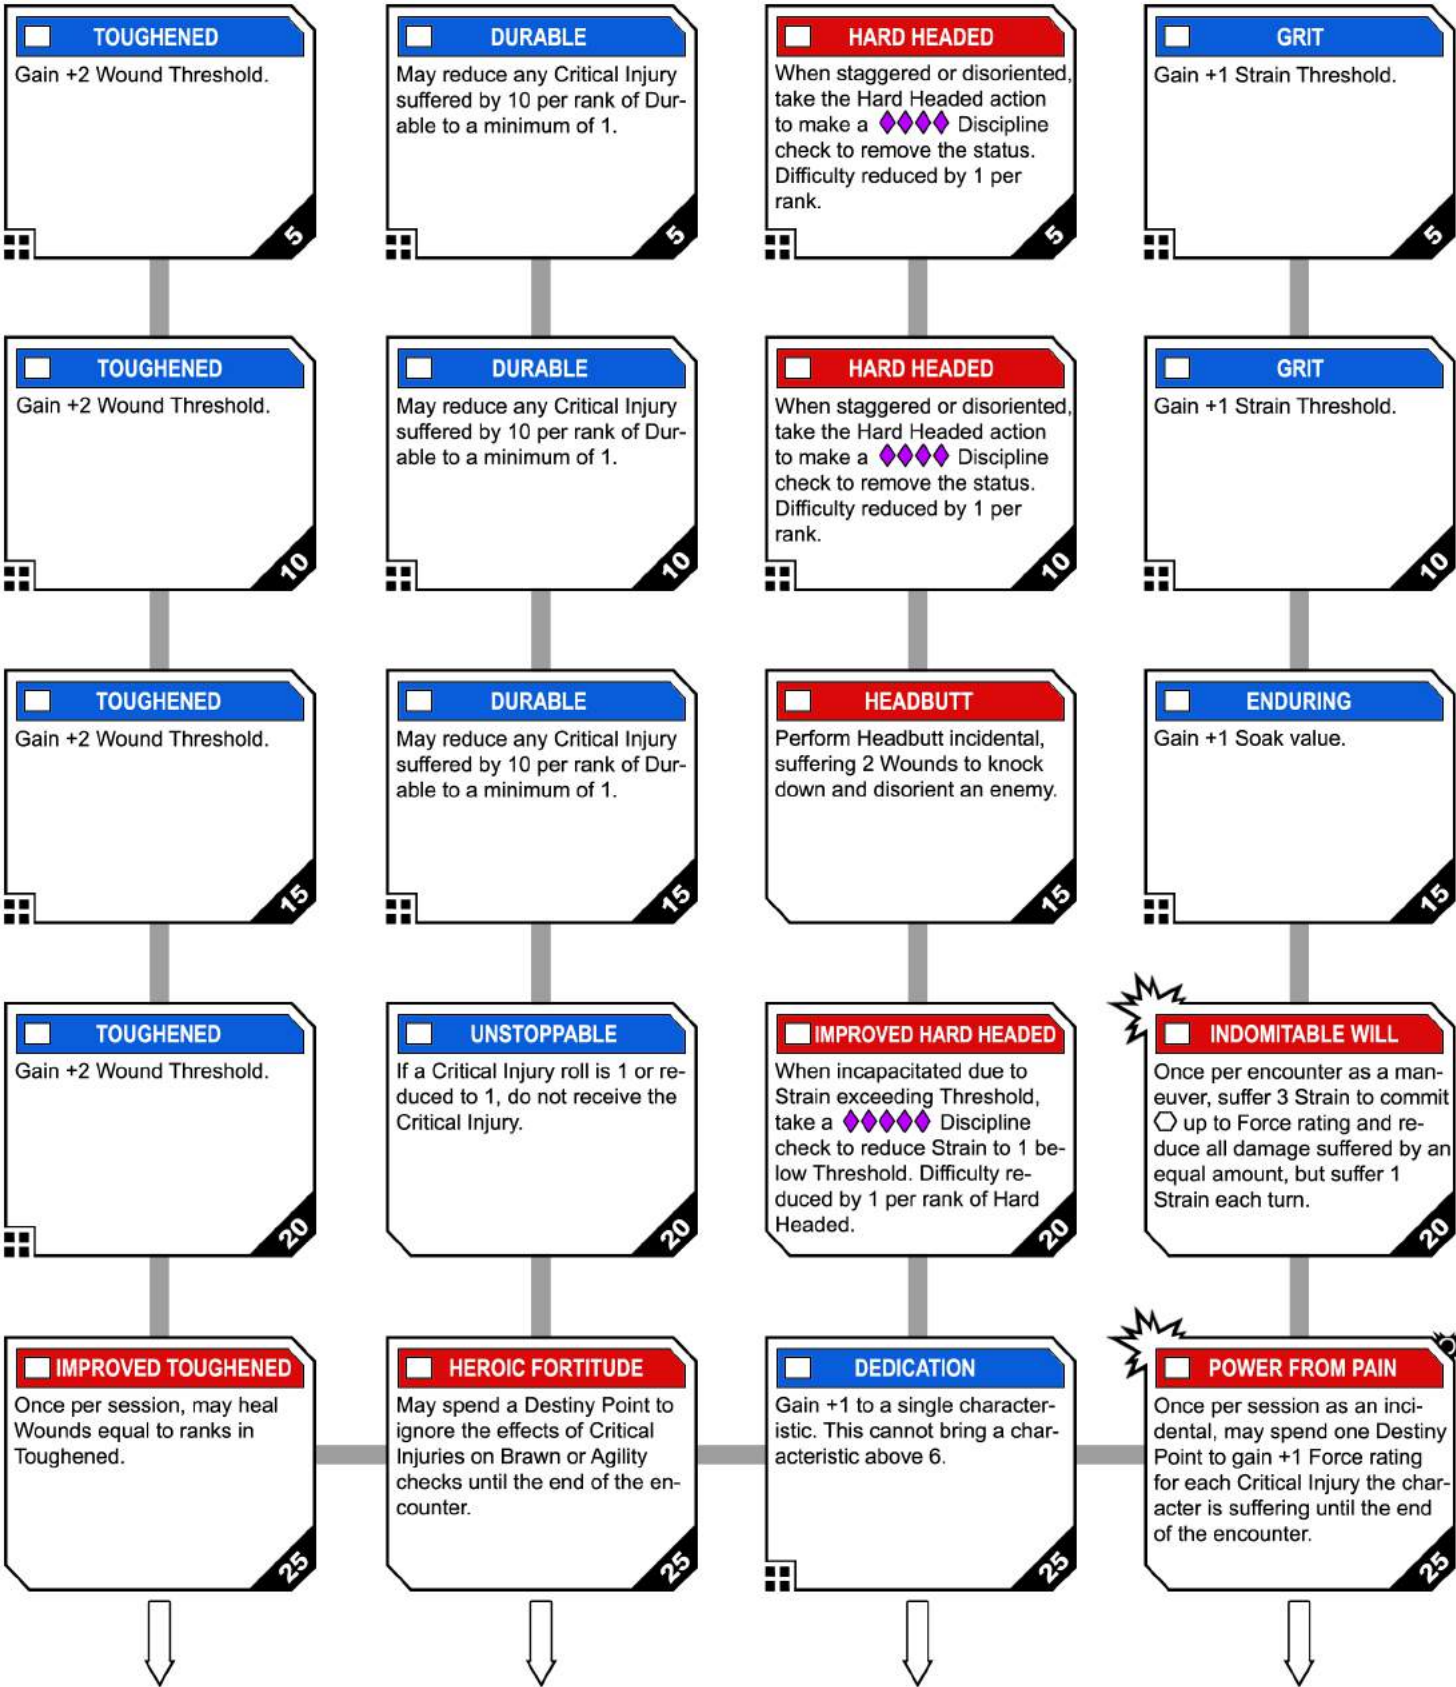 TOUGHENED
Gain +2 Wound Threshold.
5
DURABLE
May reduce any Critical Injury
suffered by 10 per rank of Dur-
able to a minimum of 1.
5
HARD HEADED
When staggered or disoriented,
take the Hard Headed action
to make a Discipline
check to remove the status.
Difficulty reduced by 1 per
rank.
5
GRIT
Gain +1 Strain Threshold.
5
TOUGHENED
Gain +2 Wound Threshold.
10
DURABLE
May reduce any Critical Injury
suffered by 10 per rank of Dur-
able to a minimum of 1.
10
HARD HEADED
When staggered or disoriented,
take the Hard Headed action
to make a Discipline
check to remove the status.
Difficulty reduced by 1 per
rank.
10
GRIT
Gain +1 Strain Threshold.
10
TOUGHENED
Gain +2 Wound Threshold.
15
DURABLE
May reduce any Critical Injury
suffered by 10 per rank of Dur-
able to a minimum of 1.
15
HEADBUTT
Perform Headbutt incidental,
suffering 2 Wounds to knock
down and disorient an enemy.
15
ENDURING
Gain +1 Soak value.
15
TOUGHENED
Gain +2 Wound Threshold.
20
UNSTOPPABLE
If a Critical Injury roll is 1 or re-
duced to 1, do not receive the
Critical Injury.
20
IMPROVED HARD HEADED
When incapacitated due to
Strain exceeding Threshold,
take a Discipline
check to reduce Strain to 1 be-
low Threshold. Difficulty re-
duced by 1 per rank of Hard
Headed.
20
INDOMITABLE WILL
Once per encounter as a man-
euver, suffer 3 Strain to commit
up to Force rating and re-
duce all damage suffered by an
equal amount, but suffer 1
Strain each turn.
20
IMPROVED TOUGHENED
Once per session, may heal
Wounds equal to ranks in
Toughened.
25
HEROIC FORTITUDE
May spend a Destiny Point to
ignore the effects of Critical
Injuries on Brawn or Agility
checks until the end of the en-
counter.
25
DEDICATION
Gain +1 to a single character-
istic. This cannot bring a char-
acteristic above 6.
25
POWER FROM PAIN
Once per session as an inci-
dental, may spend one Destiny
Point to gain +1 Force rating
for each Critical Injury the char-
acter is suffering until the end
of the encounter.
25